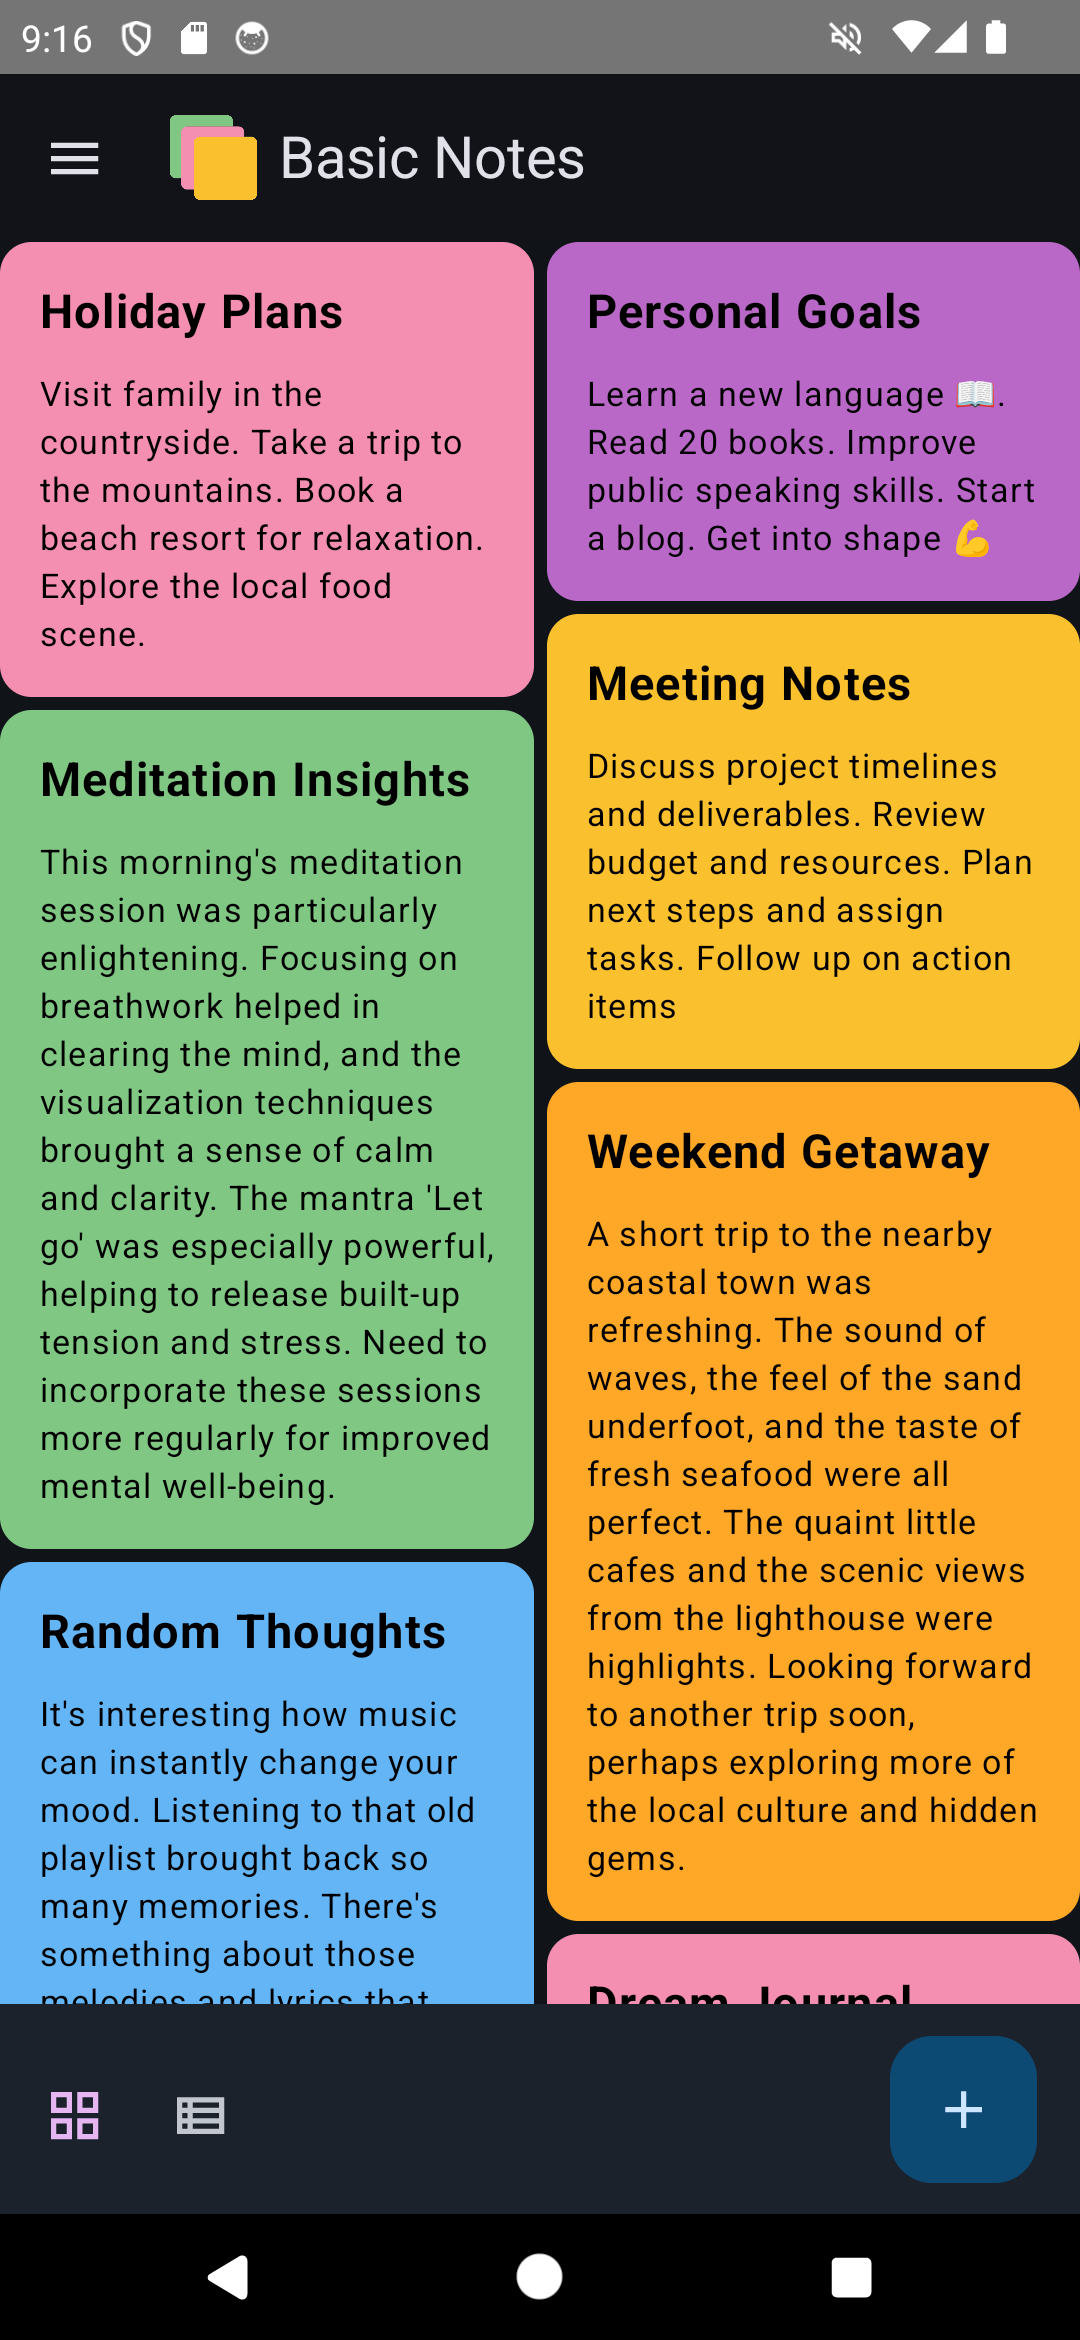 9:16
Basic Notes
Holiday Plans
Visit family in the
countryside. Take a trip to
the mountains. Book a
beach resort for relaxation.
Explore the local food
scene.
Meditation Insights
This morning's meditation
session was particularly
enlightening. Focusing on
breathwork helped in
clearing the mind, and the
visualization techniques
brought a sense of calm
and clarity. The mantra 'Let
go' was especially powerful,
helping to release built-up
tension and stress. Need to
incorporate these sessions
more regularly for improved
mental well-being.
Random Thoughts
It's interesting how music
can instantly change your
mood. Listening to that old
playlist brought back so
many memories. There's
something about those
melodies and lyrics that
Personal Goals
Learn a new language 📖.
Read 20 books. Improve
public speaking skills. Start
a blog. Get into shape 💪
Meeting Notes
Discuss project timelines
and deliverables. Review
budget and resources. Plan
next steps and assign
tasks. Follow up on action
items
Weekend Getaway
A short trip to the nearby
coastal town was
refreshing. The sound of
waves, the feel of the sand
underfoot, and the taste of
fresh seafood were all
perfect. The quaint little
cafes and the scenic views
from the lighthouse were
highlights. Looking forward
to another trip soon,
perhaps exploring more of
the local culture and hidden
gems.
Dream Journal